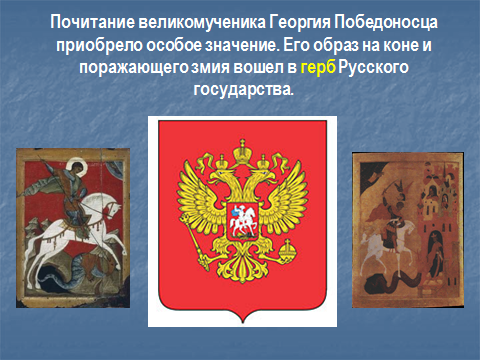 Почитание великомученика Георгия Победоносца
приобрело особое значение. Его образ на коне и
поражающего змия вошел в герб Русского
государства.